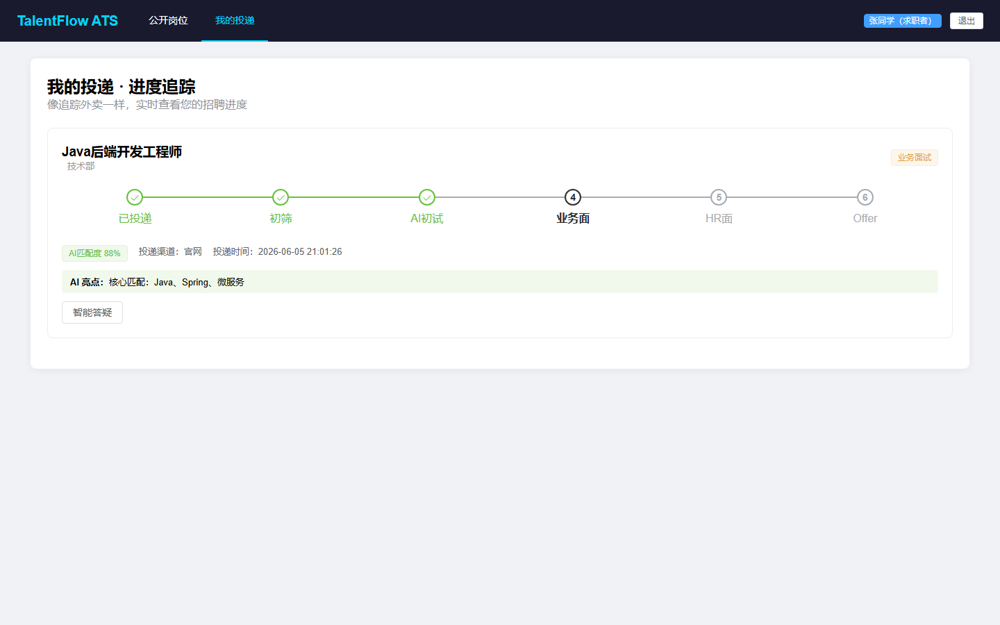 TalentFlow ATS 公开岗位 我的投递 张同学（求职者） 退出
我的投递 · 进度追踪
像追踪外卖一样，实时查看您的招聘进度
Java后端开发工程师
技术部
业务面试
4 5 6
已投递 初筛 AI初试 业务面 HR面 Offer
AI匹配度 88% 投递渠道：官网 投递时间：2026-06-05 21:01:26
AI 亮点：核心匹配：Java、Spring、微服务
智能答疑